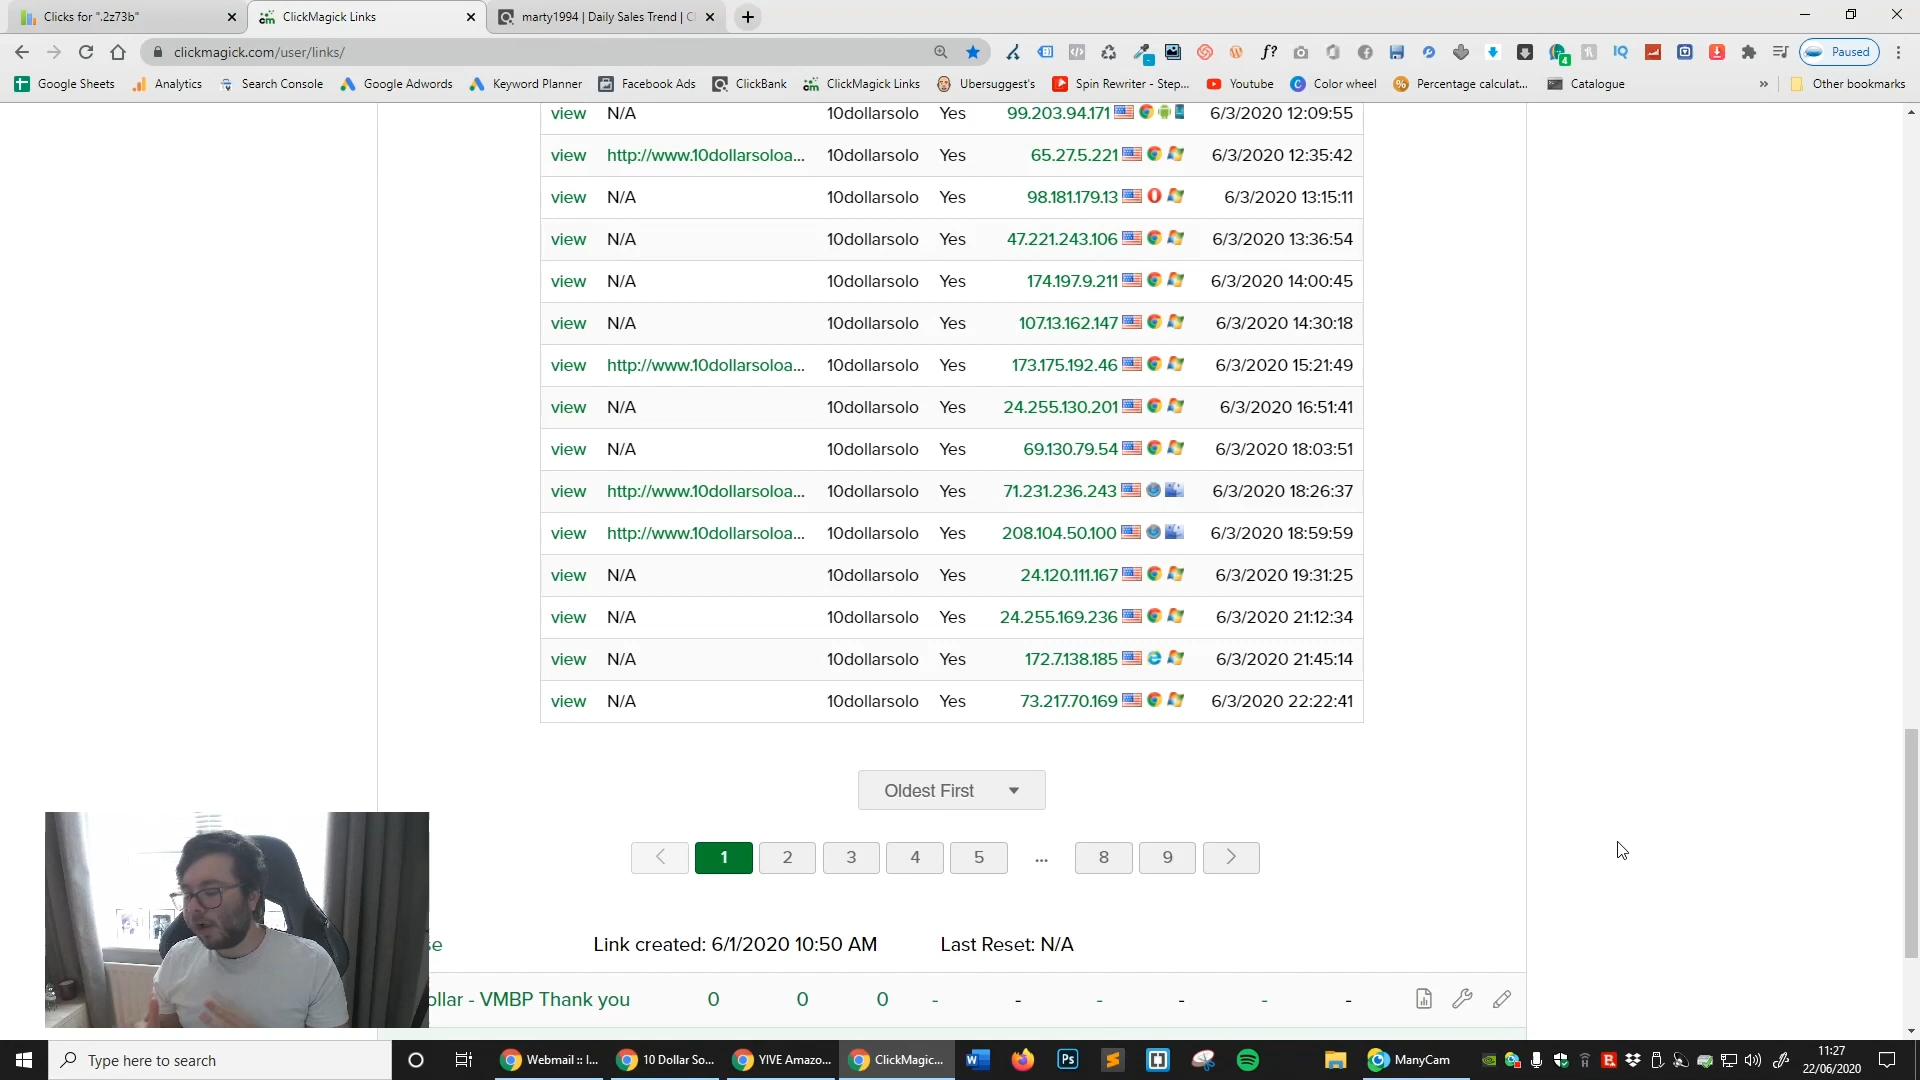 Clicks for ".2z73b"
ClickMagick Links
marty1994 | Daily Sales Trend | C
clickmagick.com/user/links/
Paused
Google Sheets
Analytics
Search Console
Google Adwords
Keyword Planner
Facebook Ads
ClickBank
ClickMagick Links
Ubersuggest's
Spin Rewriter - Step...
Youtube
Color wheel
Percentage calculat...
Catalogue
Other bookmarks
view N/A 10dollarsolo Yes 99.203.94.171 6/3/2020 12:09:55
view http://www.10dollarsoloa... 10dollarsolo Yes 65.27.5.221 6/3/2020 12:35:42
view N/A 10dollarsolo Yes 98.181.179.13 6/3/2020 13:15:11
view N/A 10dollarsolo Yes 47.221.243.106 6/3/2020 13:36:54
view N/A 10dollarsolo Yes 174.197.9.211 6/3/2020 14:00:45
view N/A 10dollarsolo Yes 107.13.162.147 6/3/2020 14:30:18
view http://www.10dollarsoloa... 10dollarsolo Yes 173.175.192.46 6/3/2020 15:21:49
view N/A 10dollarsolo Yes 24.255.130.201 6/3/2020 16:51:41
view N/A 10dollarsolo Yes 69.130.79.54 6/3/2020 18:03:51
view http://www.10dollarsoloa... 10dollarsolo Yes 71.231.236.243 6/3/2020 18:26:37
view http://www.10dollarsoloa... 10dollarsolo Yes 208.104.50.100 6/3/2020 18:59:59
view N/A 10dollarsolo Yes 24.120.111.167 6/3/2020 19:31:25
view N/A 10dollarsolo Yes 24.255.169.236 6/3/2020 21:12:34
view N/A 10dollarsolo Yes 172.7.138.185 6/3/2020 21:45:14
view N/A 10dollarsolo Yes 73.217.70.169 6/3/2020 22:22:41
Oldest First
1 2 3 4 5 ... 8 9
se Link created: 6/1/2020 10:50 AM Last Reset: N/A
ollar - VMBP Thank you 0 0 0 - - - - - -
Type here to search
Webmail :: I...
10 Dollar So...
YIVE Amazo...
ClickMagic...
ManyCam
11:27
22/06/2020